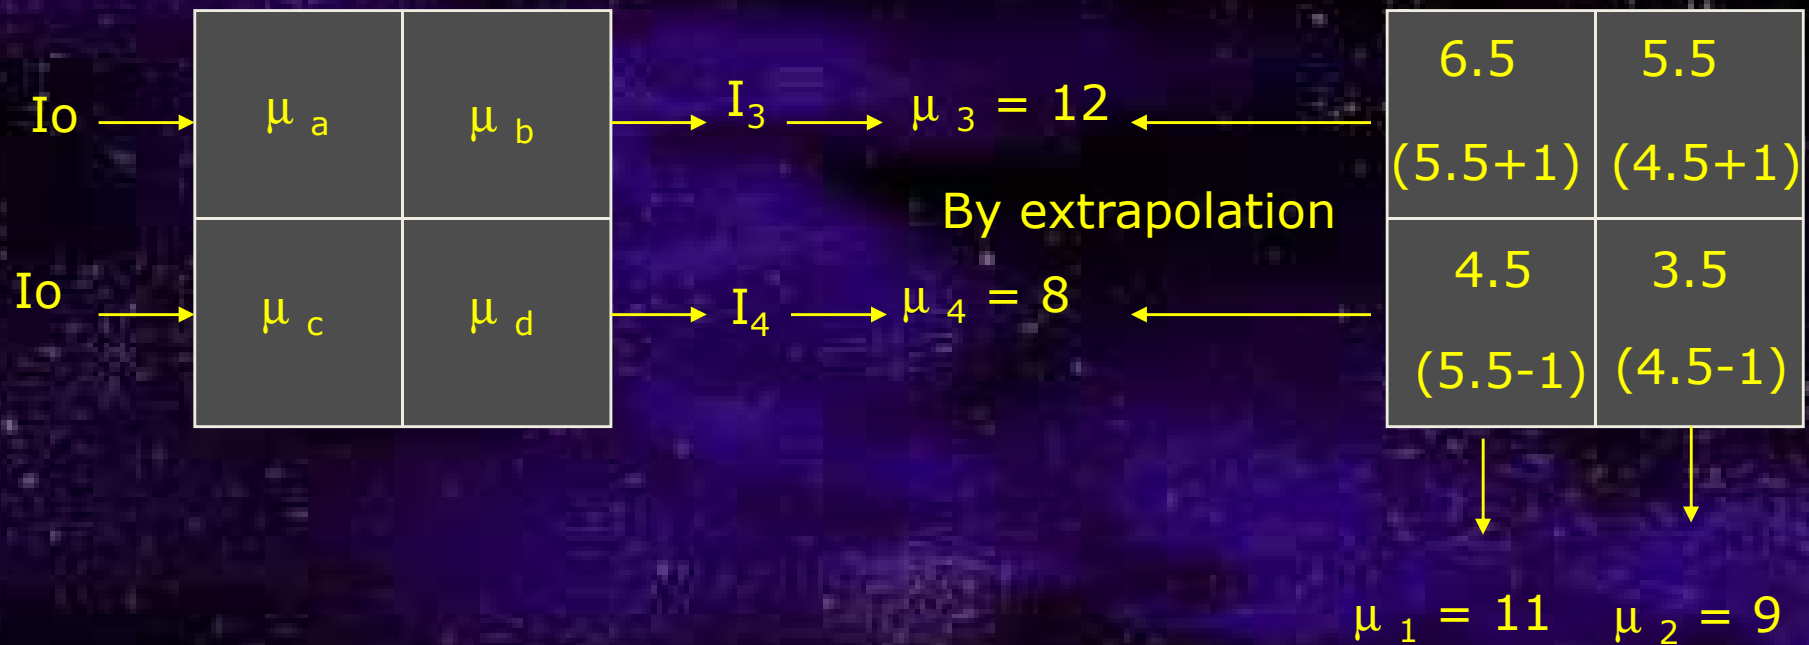 Io μ a μ b I3 μ 3 = 12 6.5 5.5
(5.5+1) (4.5+1)
By extrapolation
Io μ c μ d I4 μ 4 = 8 4.5 3.5
(5.5-1) (4.5-1)
μ 1 = 11 μ 2 = 9